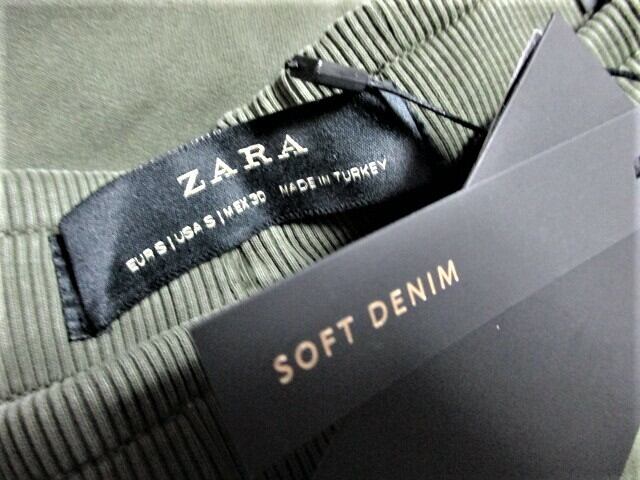 ZARA
EUR S | USA S | MEX 30 MADE IN TURKEY
SOFT DENIM